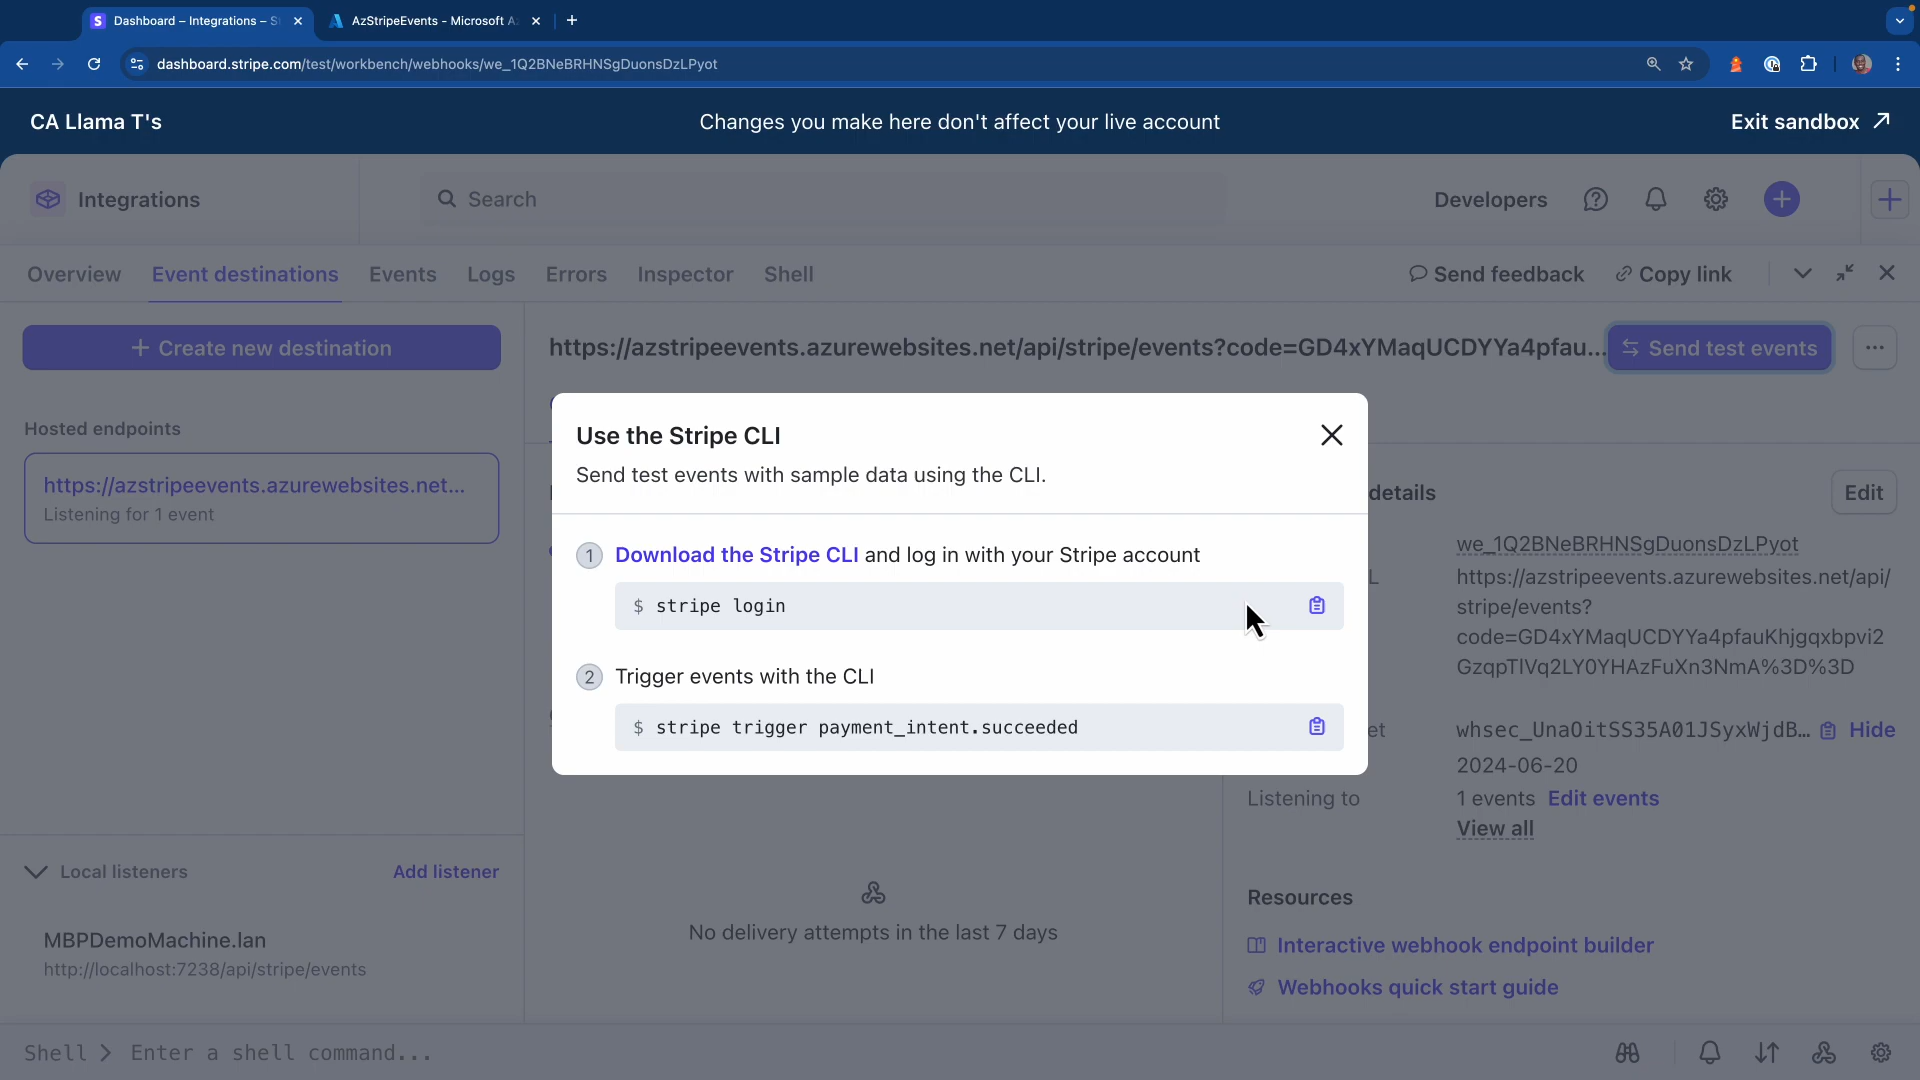 Dashboard – Integrations – S
AzStripeEvents - Microsoft A
dashboard.stripe.com/test/workbench/webhooks/we_1Q2BNeBRHNSgDuonsDzLPyot
CA Llama T's
Changes you make here don't affect your live account
Exit sandbox
Integrations
Search
Developers
Overview
Event destinations
Events
Logs
Errors
Inspector
Shell
Send feedback
Copy link
Create new destination
https://azstripeevents.azurewebsites.net/api/stripe/events?code=GD4xYMaqUCDYYa4pfau...
Send test events
Hosted endpoints
https://azstripeevents.azurewebsites.net...
Listening for 1 event
Use the Stripe CLI
Send test events with sample data using the CLI.
1 Download the Stripe CLI and log in with your Stripe account
$ stripe login
2 Trigger events with the CLI
$ stripe trigger payment_intent.succeeded
details
Edit
we_1Q2BNeBRHNSgDuonsDzLPyot
L
https://azstripeevents.azurewebsites.net/api/
stripe/events?
code=GD4xYMaqUCDYYa4pfauKhjgqxbpvi2
GzqpTlVq2LY0YHAzFuXn3NmA%3D%3D
et
whsec_UnaOitSS35A01JSyxWjdB...
Hide
2024-06-20
Listening to
1 events
Edit events
View all
Local listeners
Add listener
MBPDemoMachine.lan
http://localhost:7238/api/stripe/events
No delivery attempts in the last 7 days
Resources
Interactive webhook endpoint builder
Webhooks quick start guide
Shell
Enter a shell command...